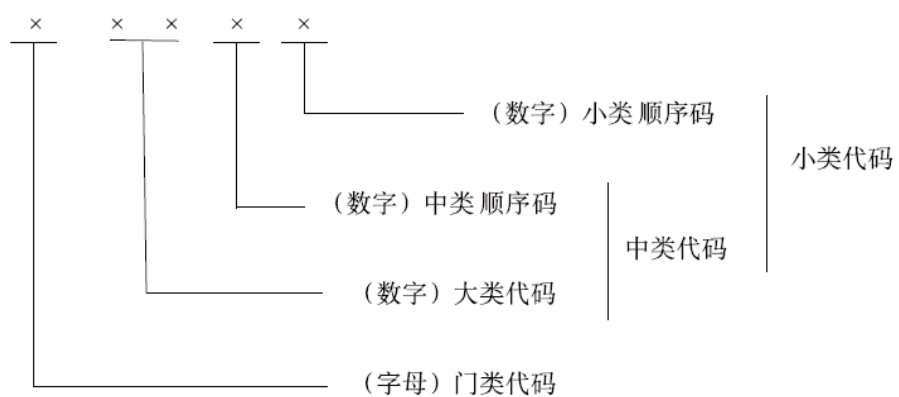 × × × × ×
（数字）小类顺序码
小类代码
（数字）中类顺序码
中类代码
（数字）大类代码
（字母）门类代码